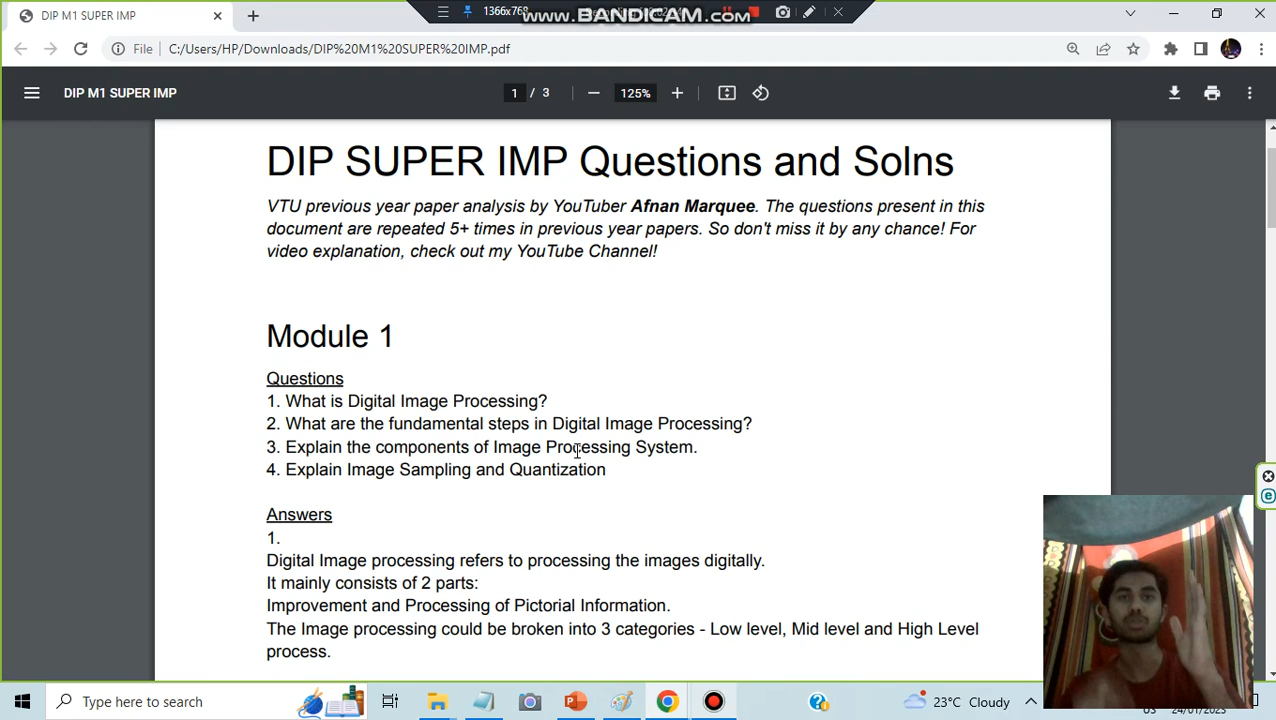 DIP M1 SUPER IMP
1366x768
www.BANDICAM.com
File
C:/Users/HP/Downloads/DIP%20M1%20SUPER%20IMP.pdf
DIP M1 SUPER IMP
1 / 3
125%
DIP SUPER IMP Questions and Solns
VTU previous year paper analysis by YouTuber Afnan Marquee. The questions present in this
document are repeated 5+ times in previous year papers. So don't miss it by any chance! For
video explanation, check out my YouTube Channel!
Module 1
Questions
1. What is Digital Image Processing?
2. What are the fundamental steps in Digital Image Processing?
3. Explain the components of Image Processing System.
4. Explain Image Sampling and Quantization
Answers
1.
Digital Image processing refers to processing the images digitally.
It mainly consists of 2 parts:
Improvement and Processing of Pictorial Information.
The Image processing could be broken into 3 categories - Low level, Mid level and High Level
process.
Type here to search
23°C Cloudy
24/01/2023